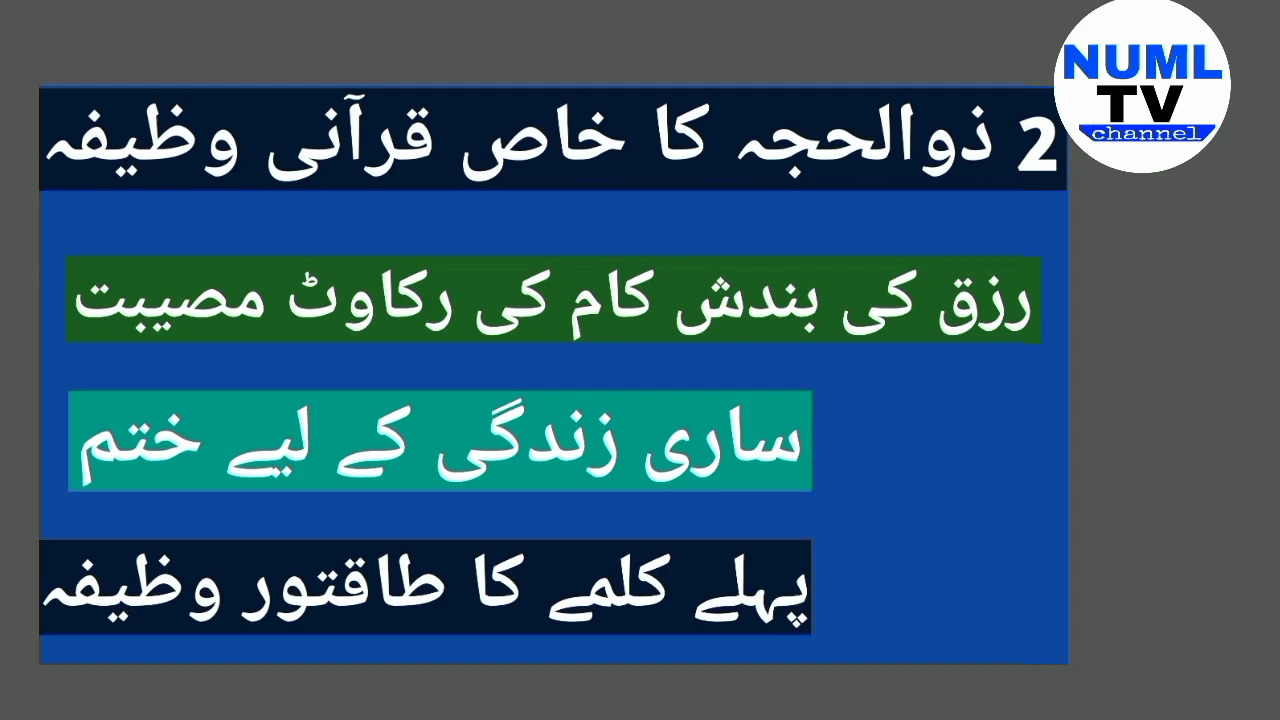 NUML
TV
channel
2 ذوالحجہ کا خاص قرآنی وظیفہ
رزق کی بندش کام کی رکاوٹ مصیبت
ساری زندگی کے لیے ختم
پہلے کلمے کا طاقتور وظیفہ